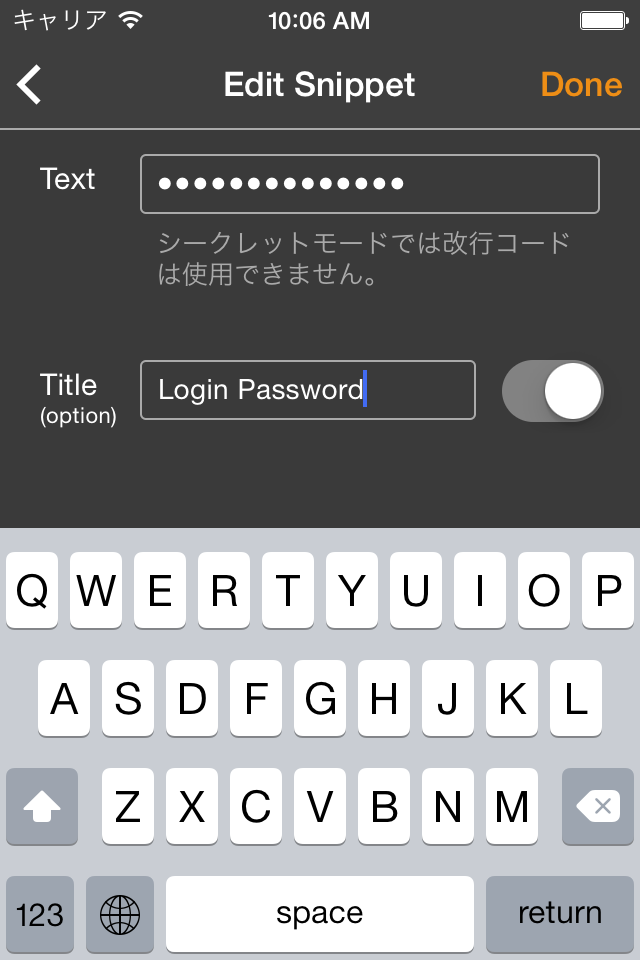 キャリア 10:06 AM
Edit Snippet Done
Text ••••••••••••••
シークレットモードでは改行コード
は使用できません。
Title Login Password
(option)
Q W E R T Y U I O P
A S D F G H J K L
Z X C V B N M
123 space return